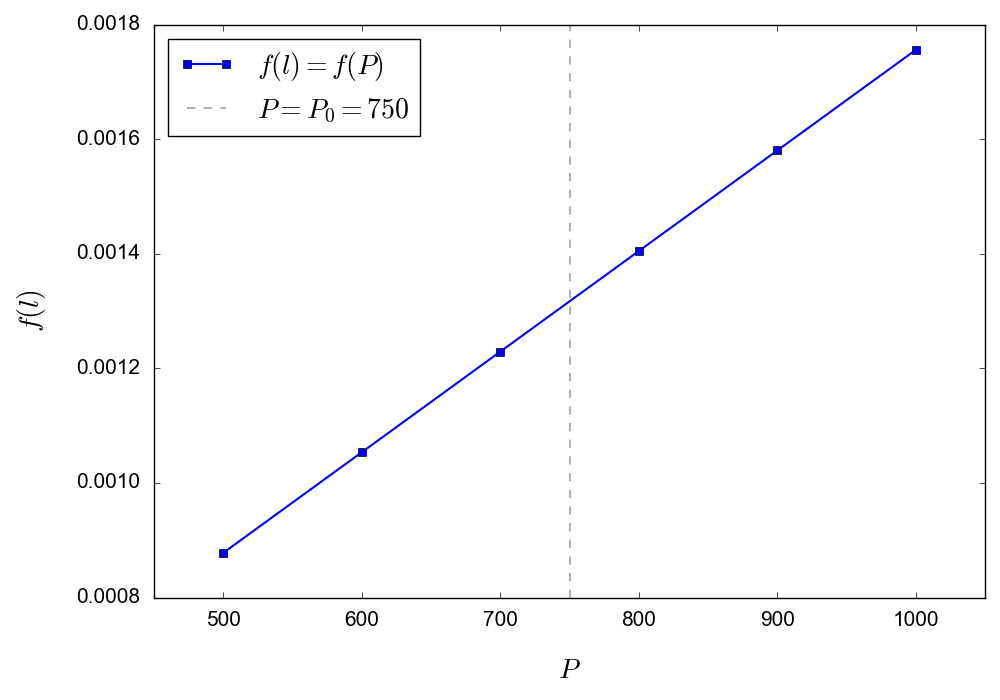 0.0018
0.0016
0.0014
0.0012
0.0010
0.0008
f(l)
f(l) = f(P)
P = P₀ = 750
500 600 700 800 900 1000
P